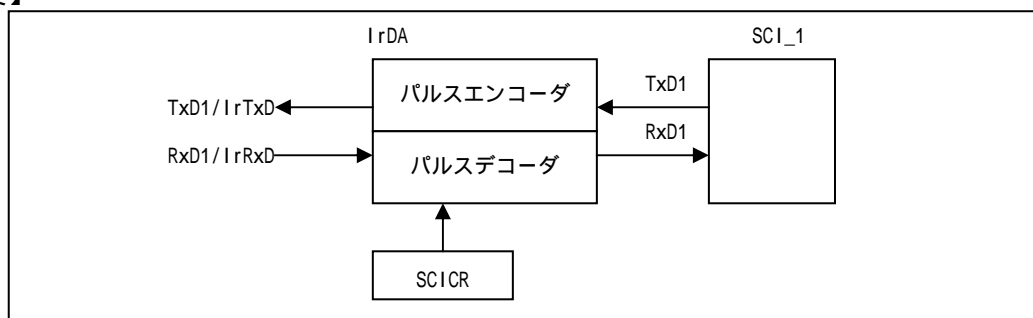 IrDA
SCI_1
パルスエンコーダ
TxD1
TxD1/IrTxD
RxD1
RxD1/IrRxD
パルスデコーダ
SCICR